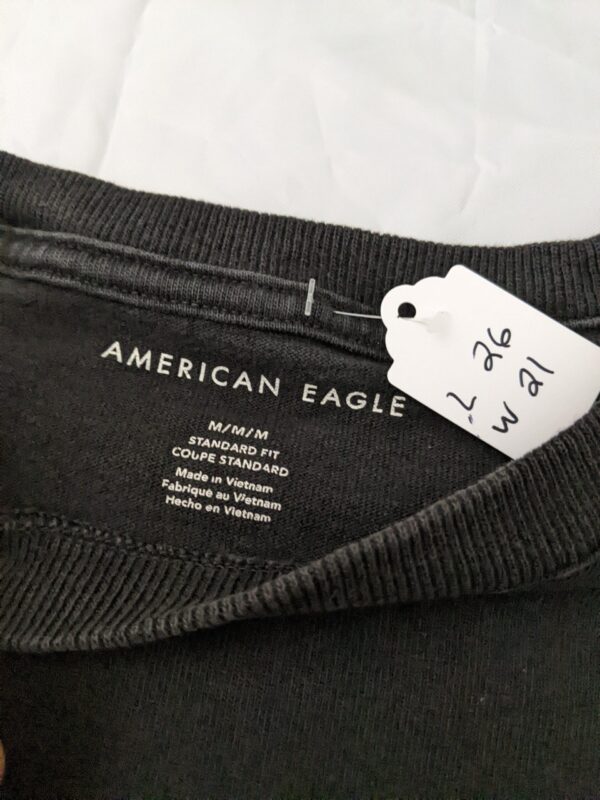 AMERICAN EAGLE
M/M/M
STANDARD FIT
COUPE STANDARD
Made in Vietnam
Fabriqué au Vietnam
Hecho en Vietnam
L 26
W 21